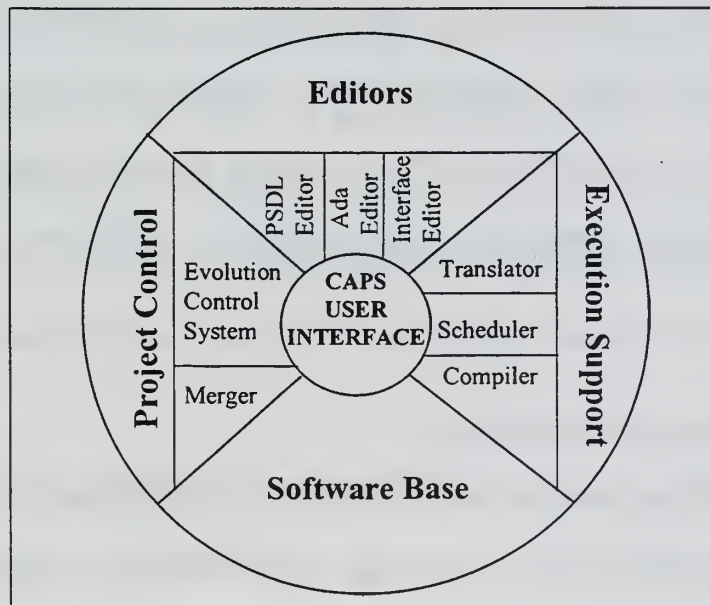 Editors
PSDL
Editor
Ada
Editor
Interface
Editor
Project Control
Evolution
Control
System
Merger
CAPS
USER
INTERFACE
Translator
Scheduler
Compiler
Execution Support
Software Base